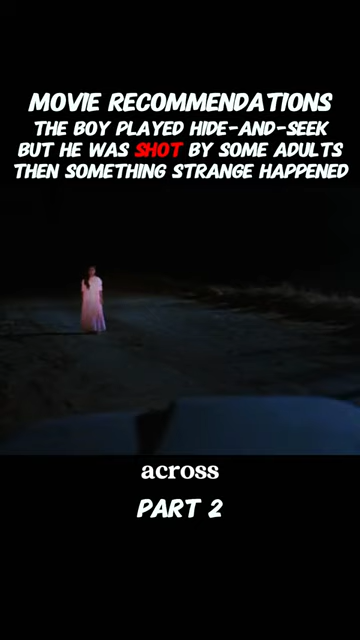 MOVIE RECOMMENDATIONS
THE BOY PLAYED HIDE-AND-SEEK
BUT HE WAS SHOT BY SOME ADULTS
THEN SOMETHING STRANGE HAPPENED
across
PART 2